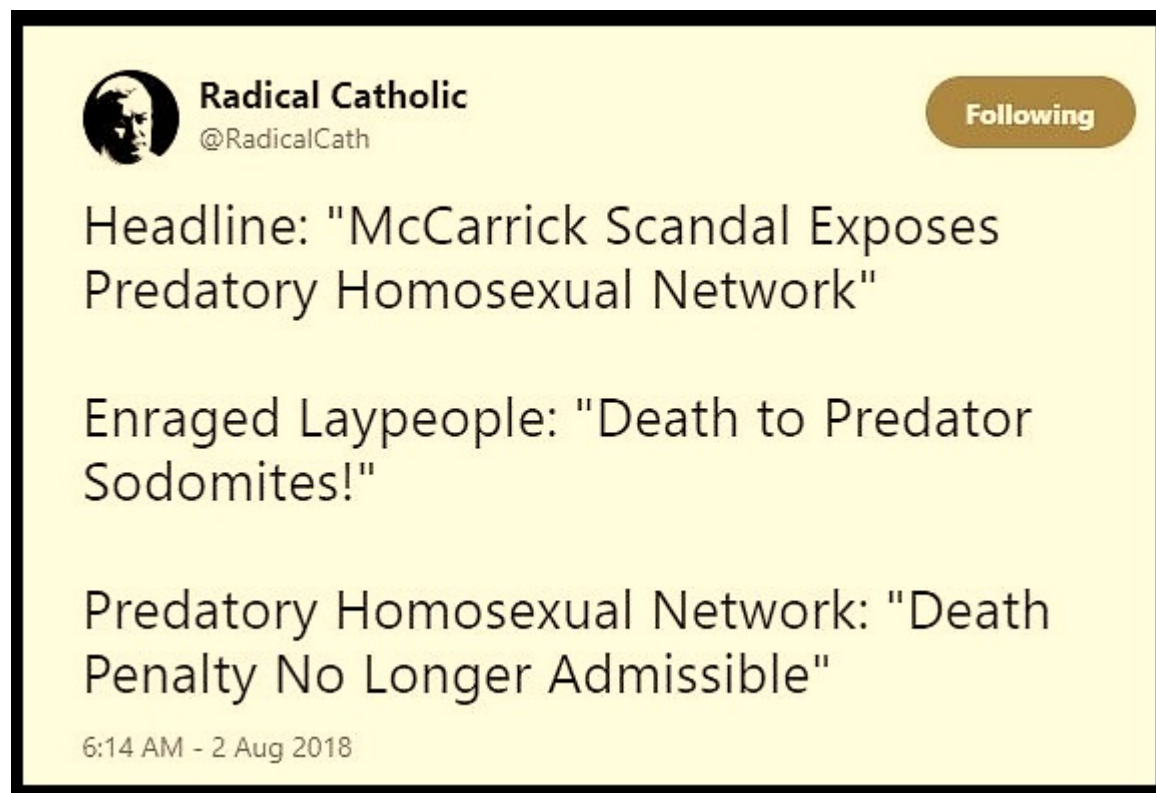 Radical Catholic
@RadicalCath
Following
Headline: "McCarrick Scandal Exposes
Predatory Homosexual Network"
Enraged Laypeople: "Death to Predator
Sodomites!"
Predatory Homosexual Network: "Death
Penalty No Longer Admissible"
6:14 AM - 2 Aug 2018